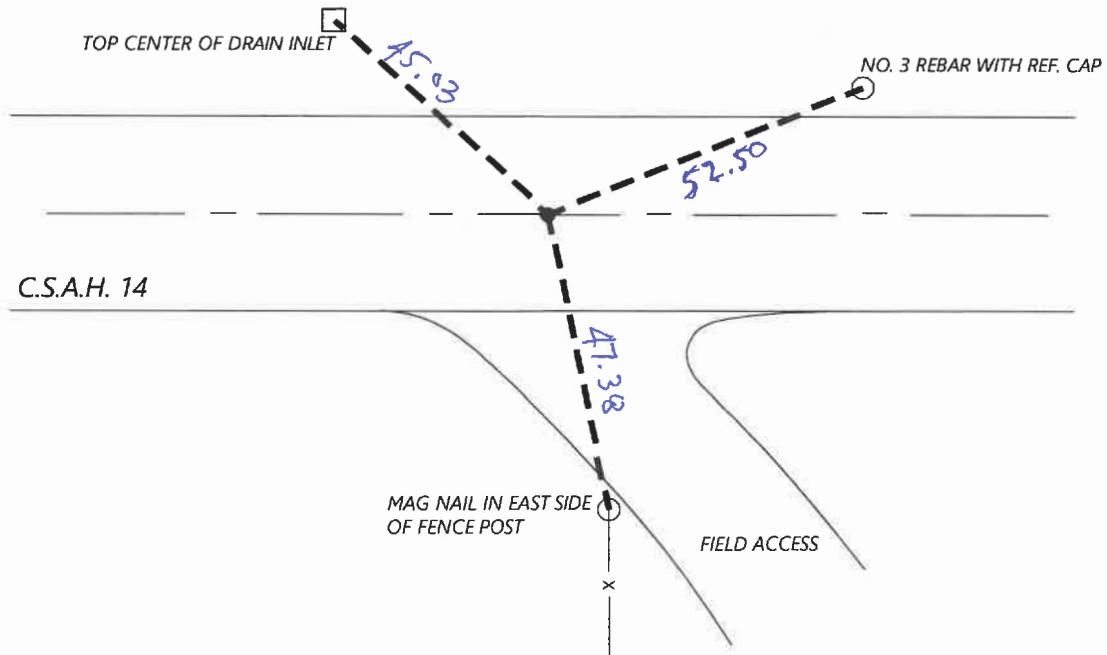 TOP CENTER OF DRAIN INLET
45.03
NO. 3 REBAR WITH REF. CAP
52.50
C.S.A.H. 14
47.38
MAG NAIL IN EAST SIDE
OF FENCE POST
FIELD ACCESS
x